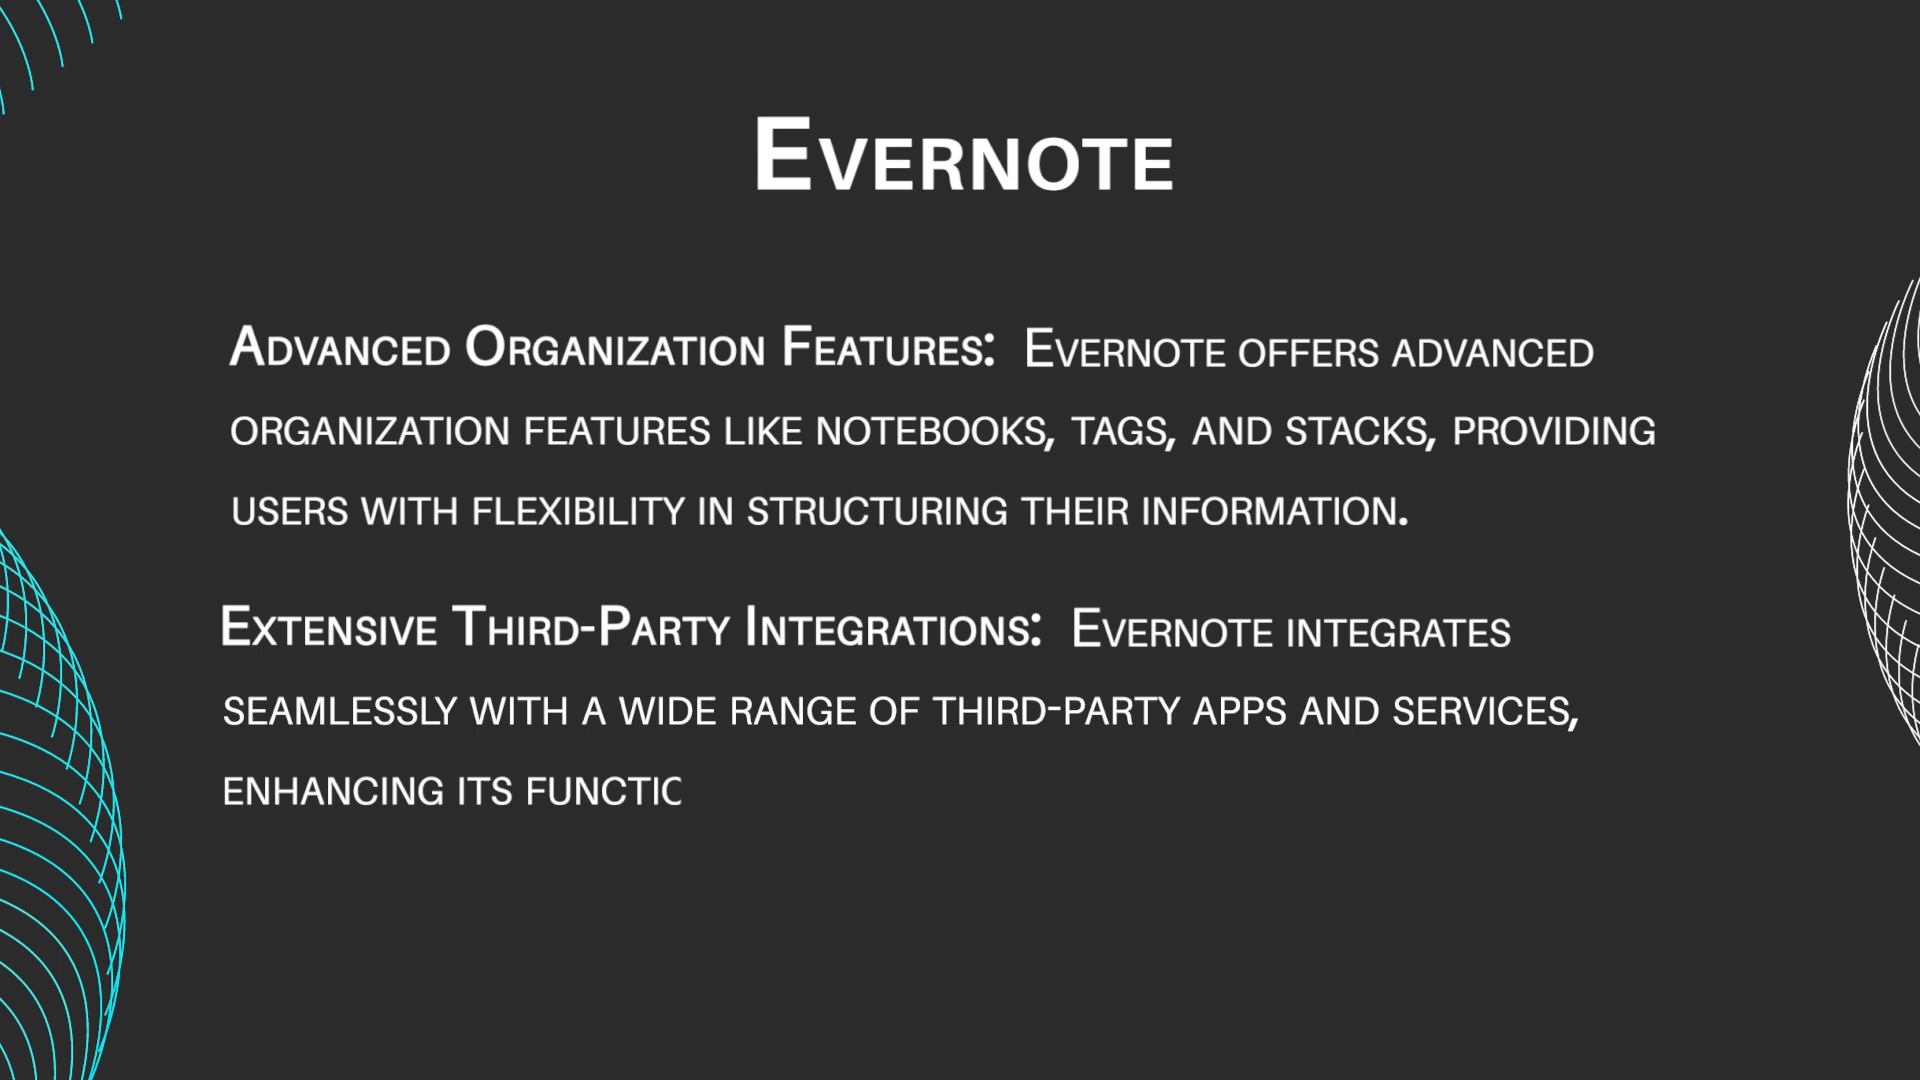 Evernote
Advanced Organization Features: Evernote offers advanced
organization features like notebooks, tags, and stacks, providing
users with flexibility in structuring their information.
Extensive Third-Party Integrations: Evernote integrates
seamlessly with a wide range of third-party apps and services,
enhancing its